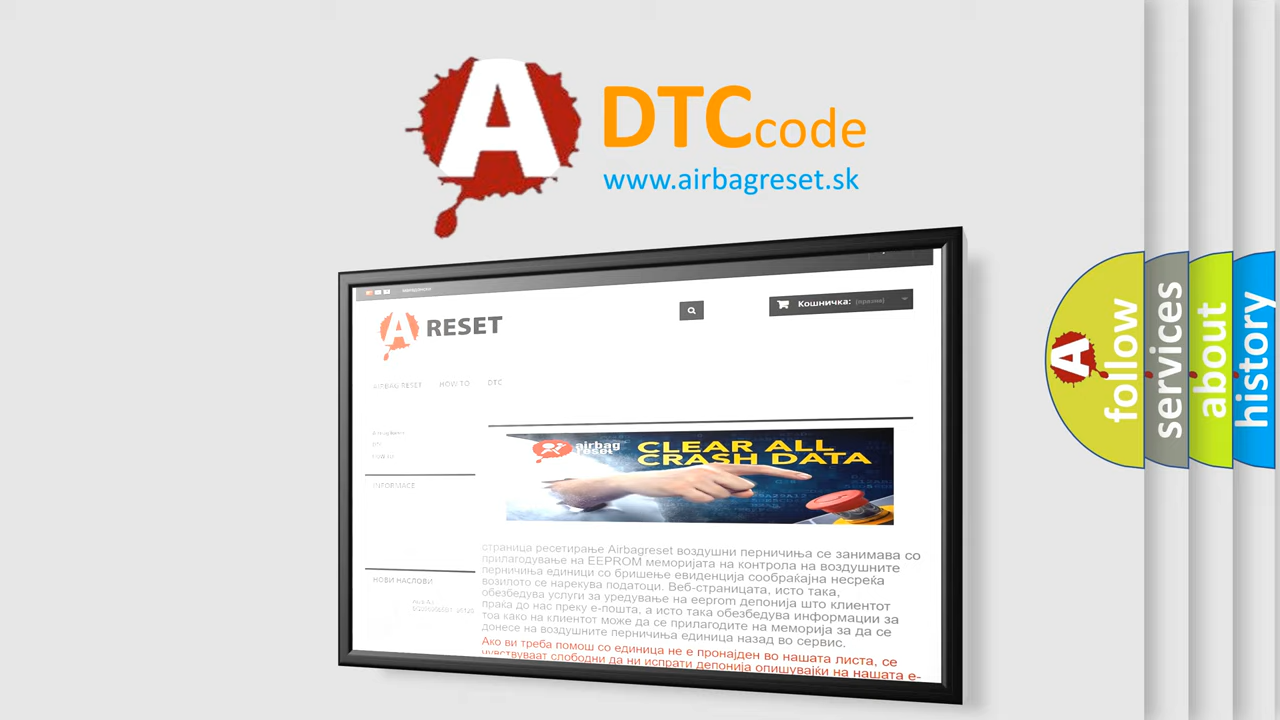 A
DTC code
www.airbagreset.sk
A RESET
Кошничка: (празни)
AIRBAG RESET HOW TO DTC
airbag
reset
CLEAR ALL
CRASH DATA
INFORMACE
НОВИ НАСЛОВИ
страница ресетирање Airbagreset воздушни перничиња се занимава со
прилагодување на EEPROM меморијата на контрола на воздушните
перничиња единици со бришење евиденција сообраќајна несреќа
возилото се нарекува податоци. Веб-страницата, исто така,
обезбедува услуги за уредување на eeprom депонија што клиентот
праќа до нас преку е-пошта, а исто така обезбедува информации за
тоа како на клиентот може да се прилагодите на меморија за да се
донесе на воздушните перничиња единица назад во сервис.
Ако ви треба помош со единица не е пронајден во нашата листа, се
чувствуваат слободни да ни испрати депонија опишувајќи на нашата е-
A
follow
services
about
history